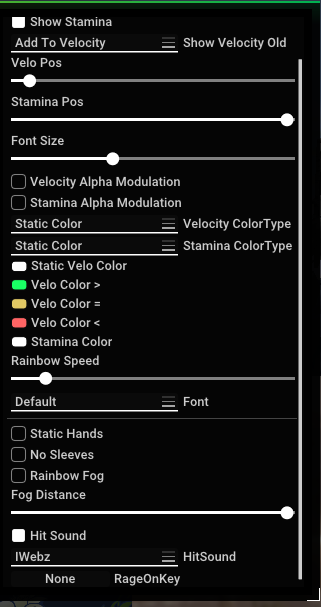 Show Stamina
Add To Velocity Show Velocity Old
Velo Pos
Stamina Pos
Font Size
Velocity Alpha Modulation
Stamina Alpha Modulation
Static Color Velocity ColorType
Static Color Stamina ColorType
Static Velo Color
Velo Color >
Velo Color =
Velo Color <
Stamina Color
Rainbow Speed
Default Font
Static Hands
No Sleeves
Rainbow Fog
Fog Distance
Hit Sound
IWebz HitSound
None RageOnKey